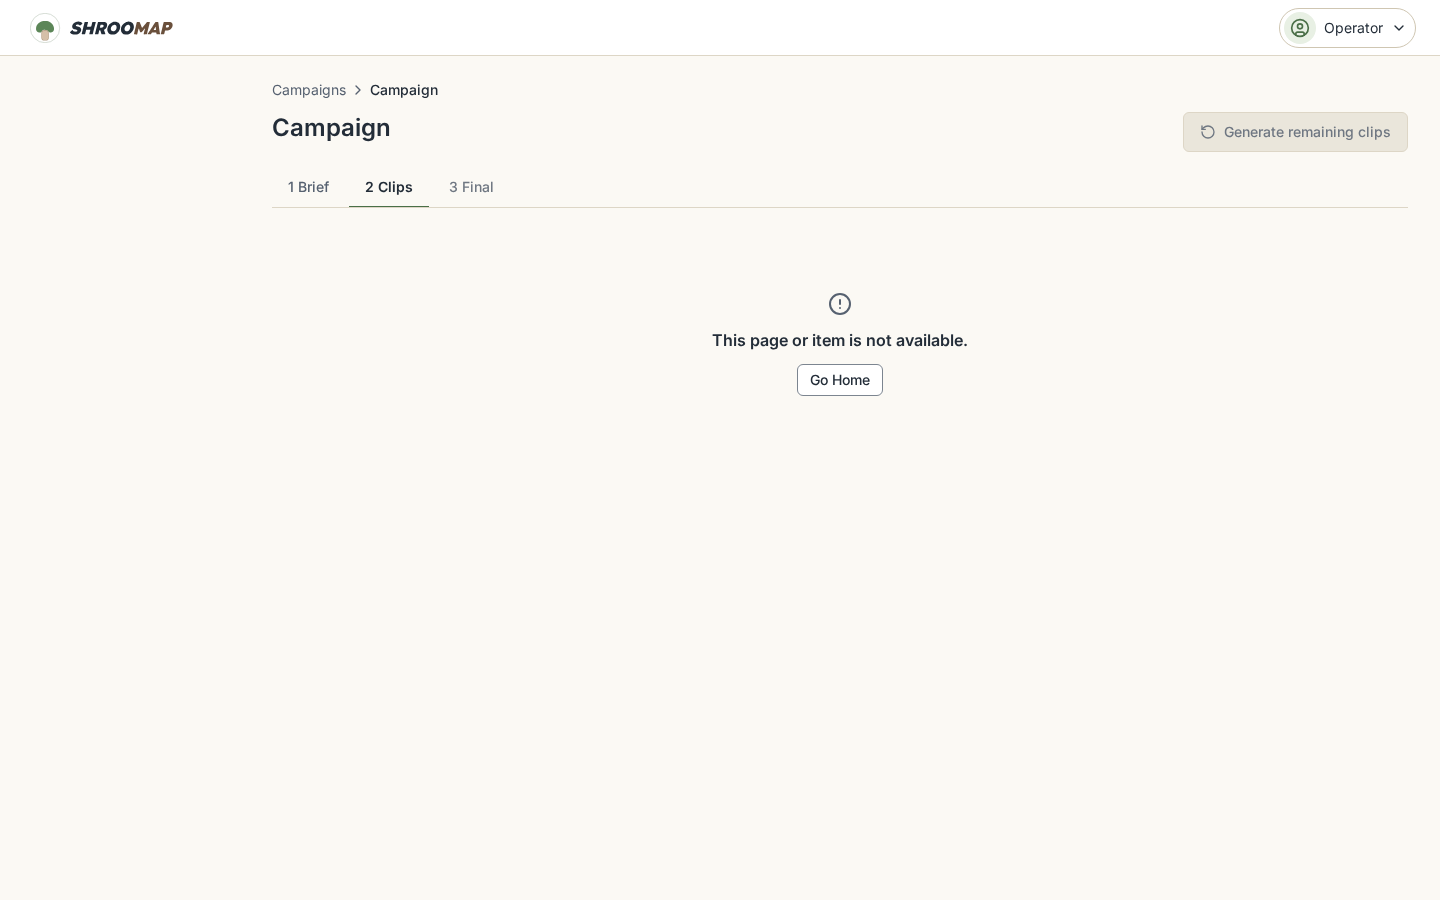 SHROOMAP
Operator
Campaigns > Campaign
Campaign
Generate remaining clips
1 Brief
2 Clips
3 Final
This page or item is not available.
Go Home